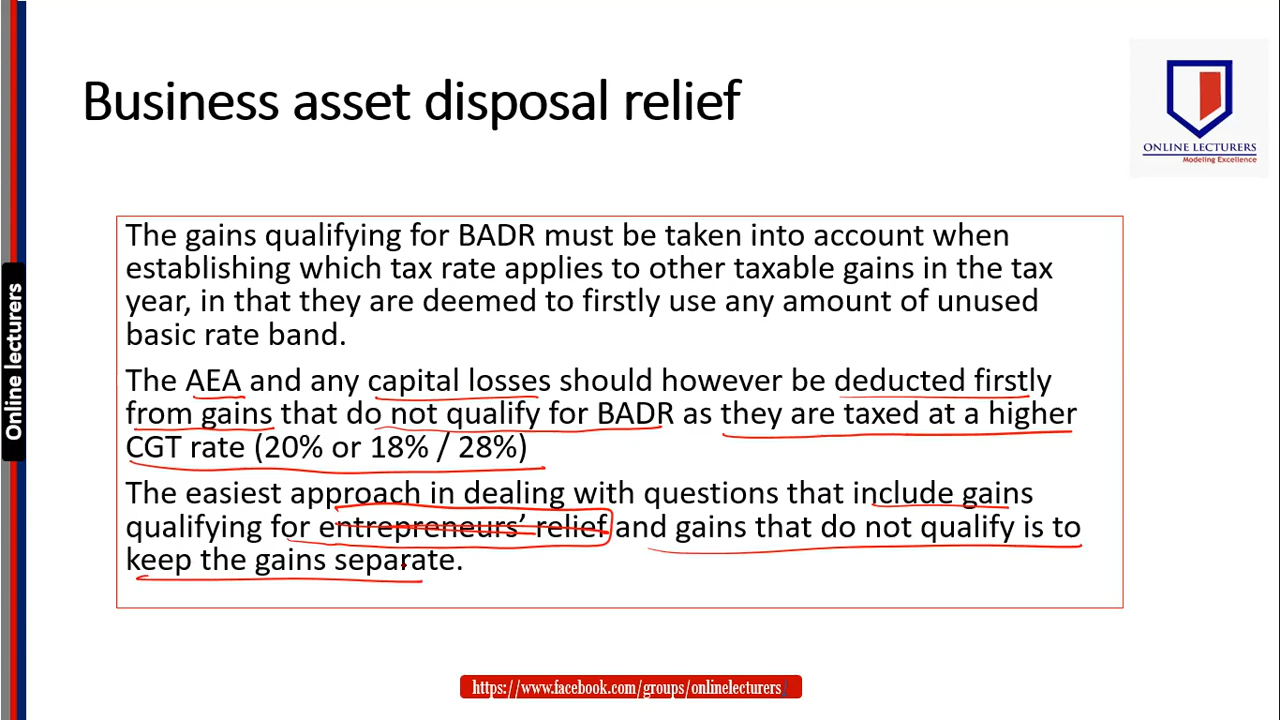 Business asset disposal relief
ONLINE LECTURERS
Modeling Excellence
The gains qualifying for BADR must be taken into account when
establishing which tax rate applies to other taxable gains in the tax
year, in that they are deemed to firstly use any amount of unused
basic rate band.
The AEA and any capital losses should however be deducted firstly
from gains that do not qualify for BADR as they are taxed at a higher
CGT rate (20% or 18% / 28%)
The easiest approach in dealing with questions that include gains
qualifying for entrepreneurs’ relief and gains that do not qualify is to
keep the gains separate.
Online lecturers
https://www.facebook.com/groups/onlinelecturers/